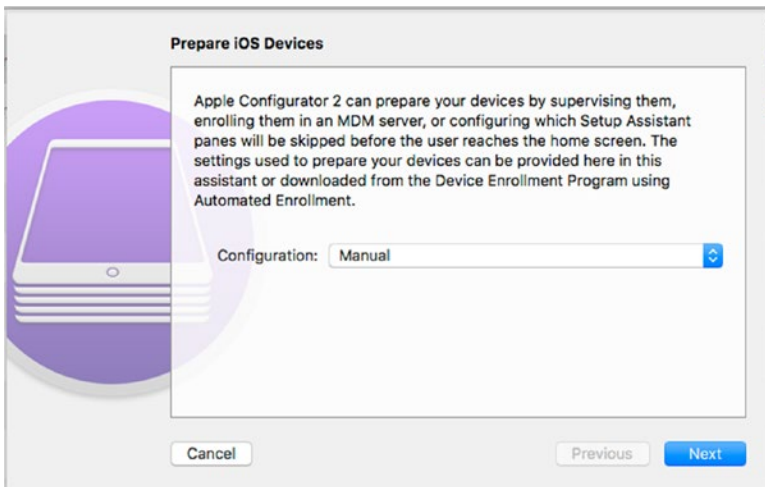 Prepare iOS Devices
Apple Configurator 2 can prepare your devices by supervising them,
enrolling them in an MDM server, or configuring which Setup Assistant
panes will be skipped before the user reaches the home screen. The
settings used to prepare your devices can be provided here in this
assistant or downloaded from the Device Enrollment Program using
Automated Enrollment.
Configuration: Manual
Cancel Previous Next